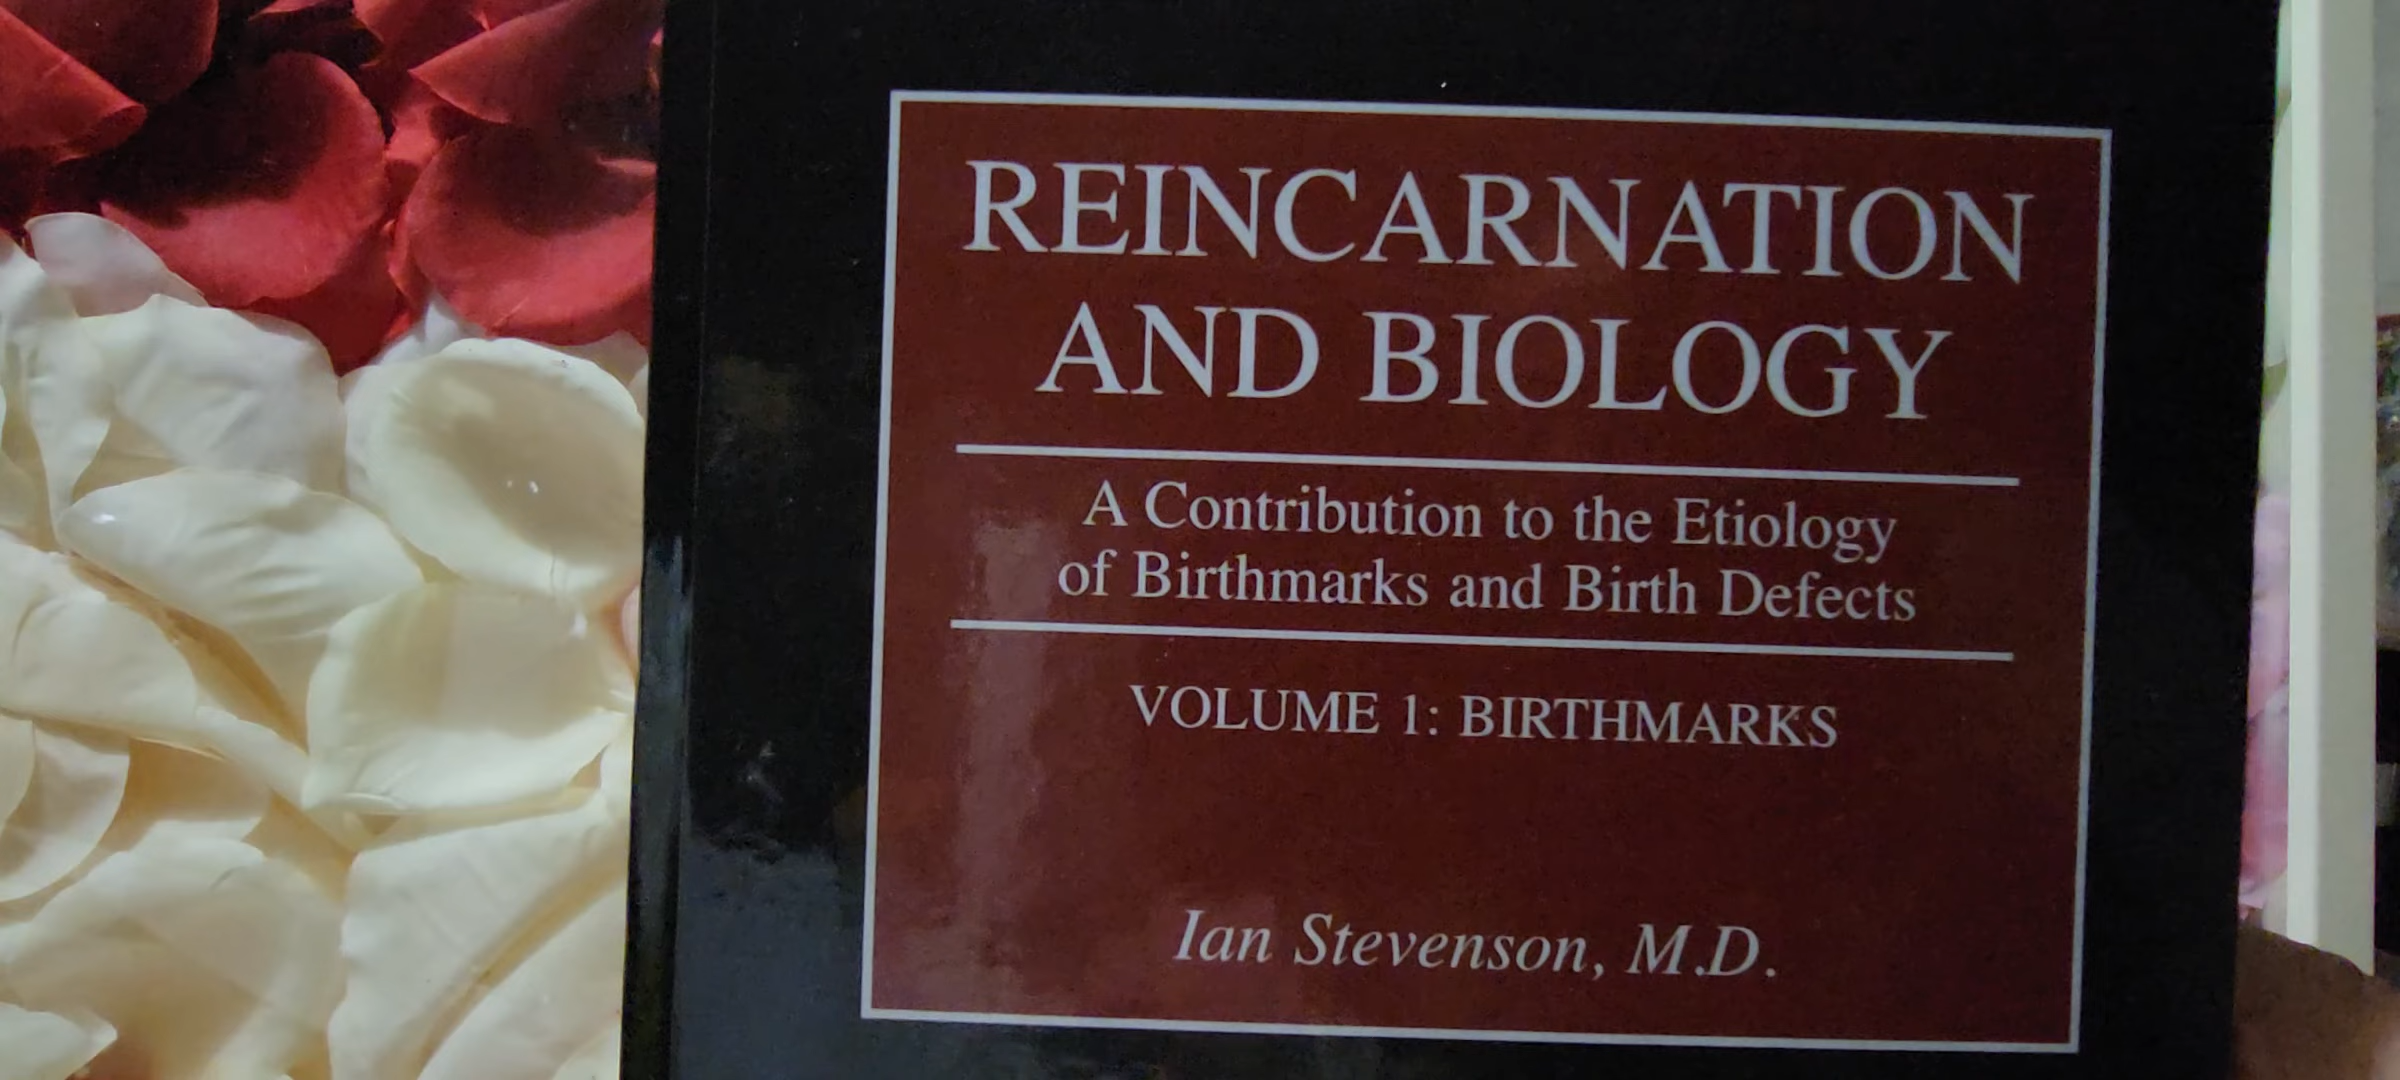 REINCARNATION
AND BIOLOGY
A Contribution to the Etiology
of Birthmarks and Birth Defects
VOLUME 1: BIRTHMARKS
Ian Stevenson, M.D.